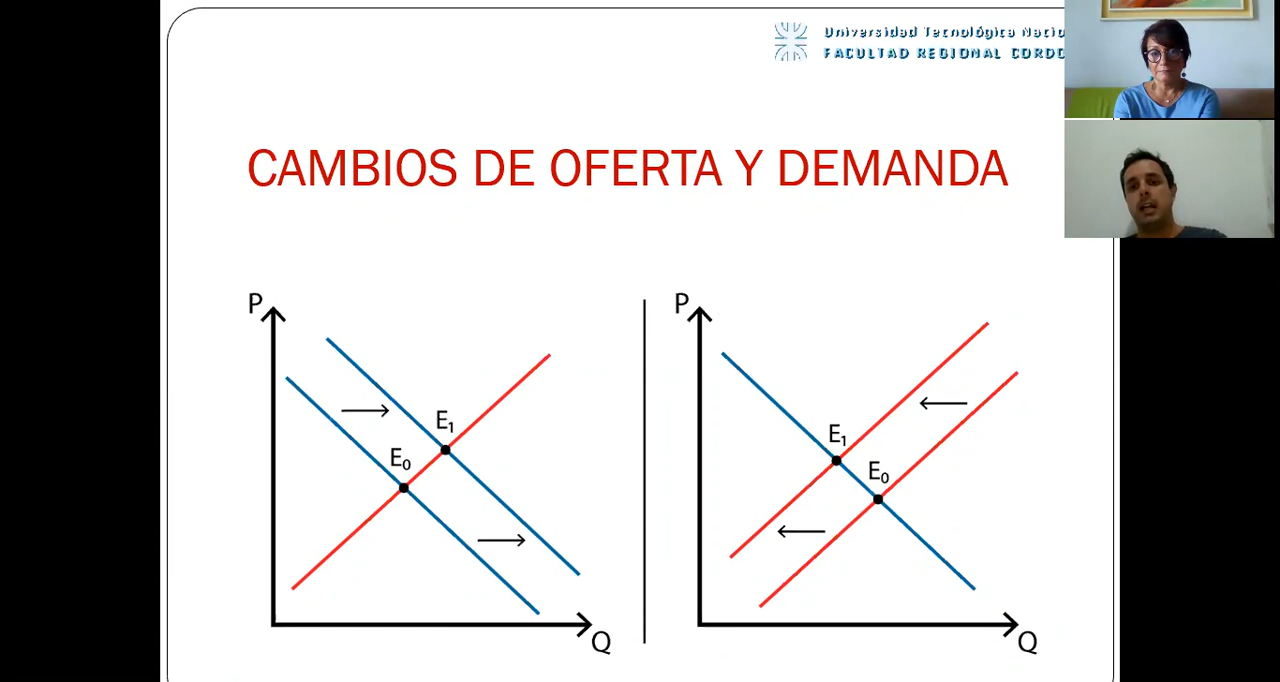 Universidad Tecnológica
FACULTAD REGIONAL
CAMBIOS DE OFERTA Y DEMANDA
P
E₁
E₀
Q
P
E₁
E₀
Q